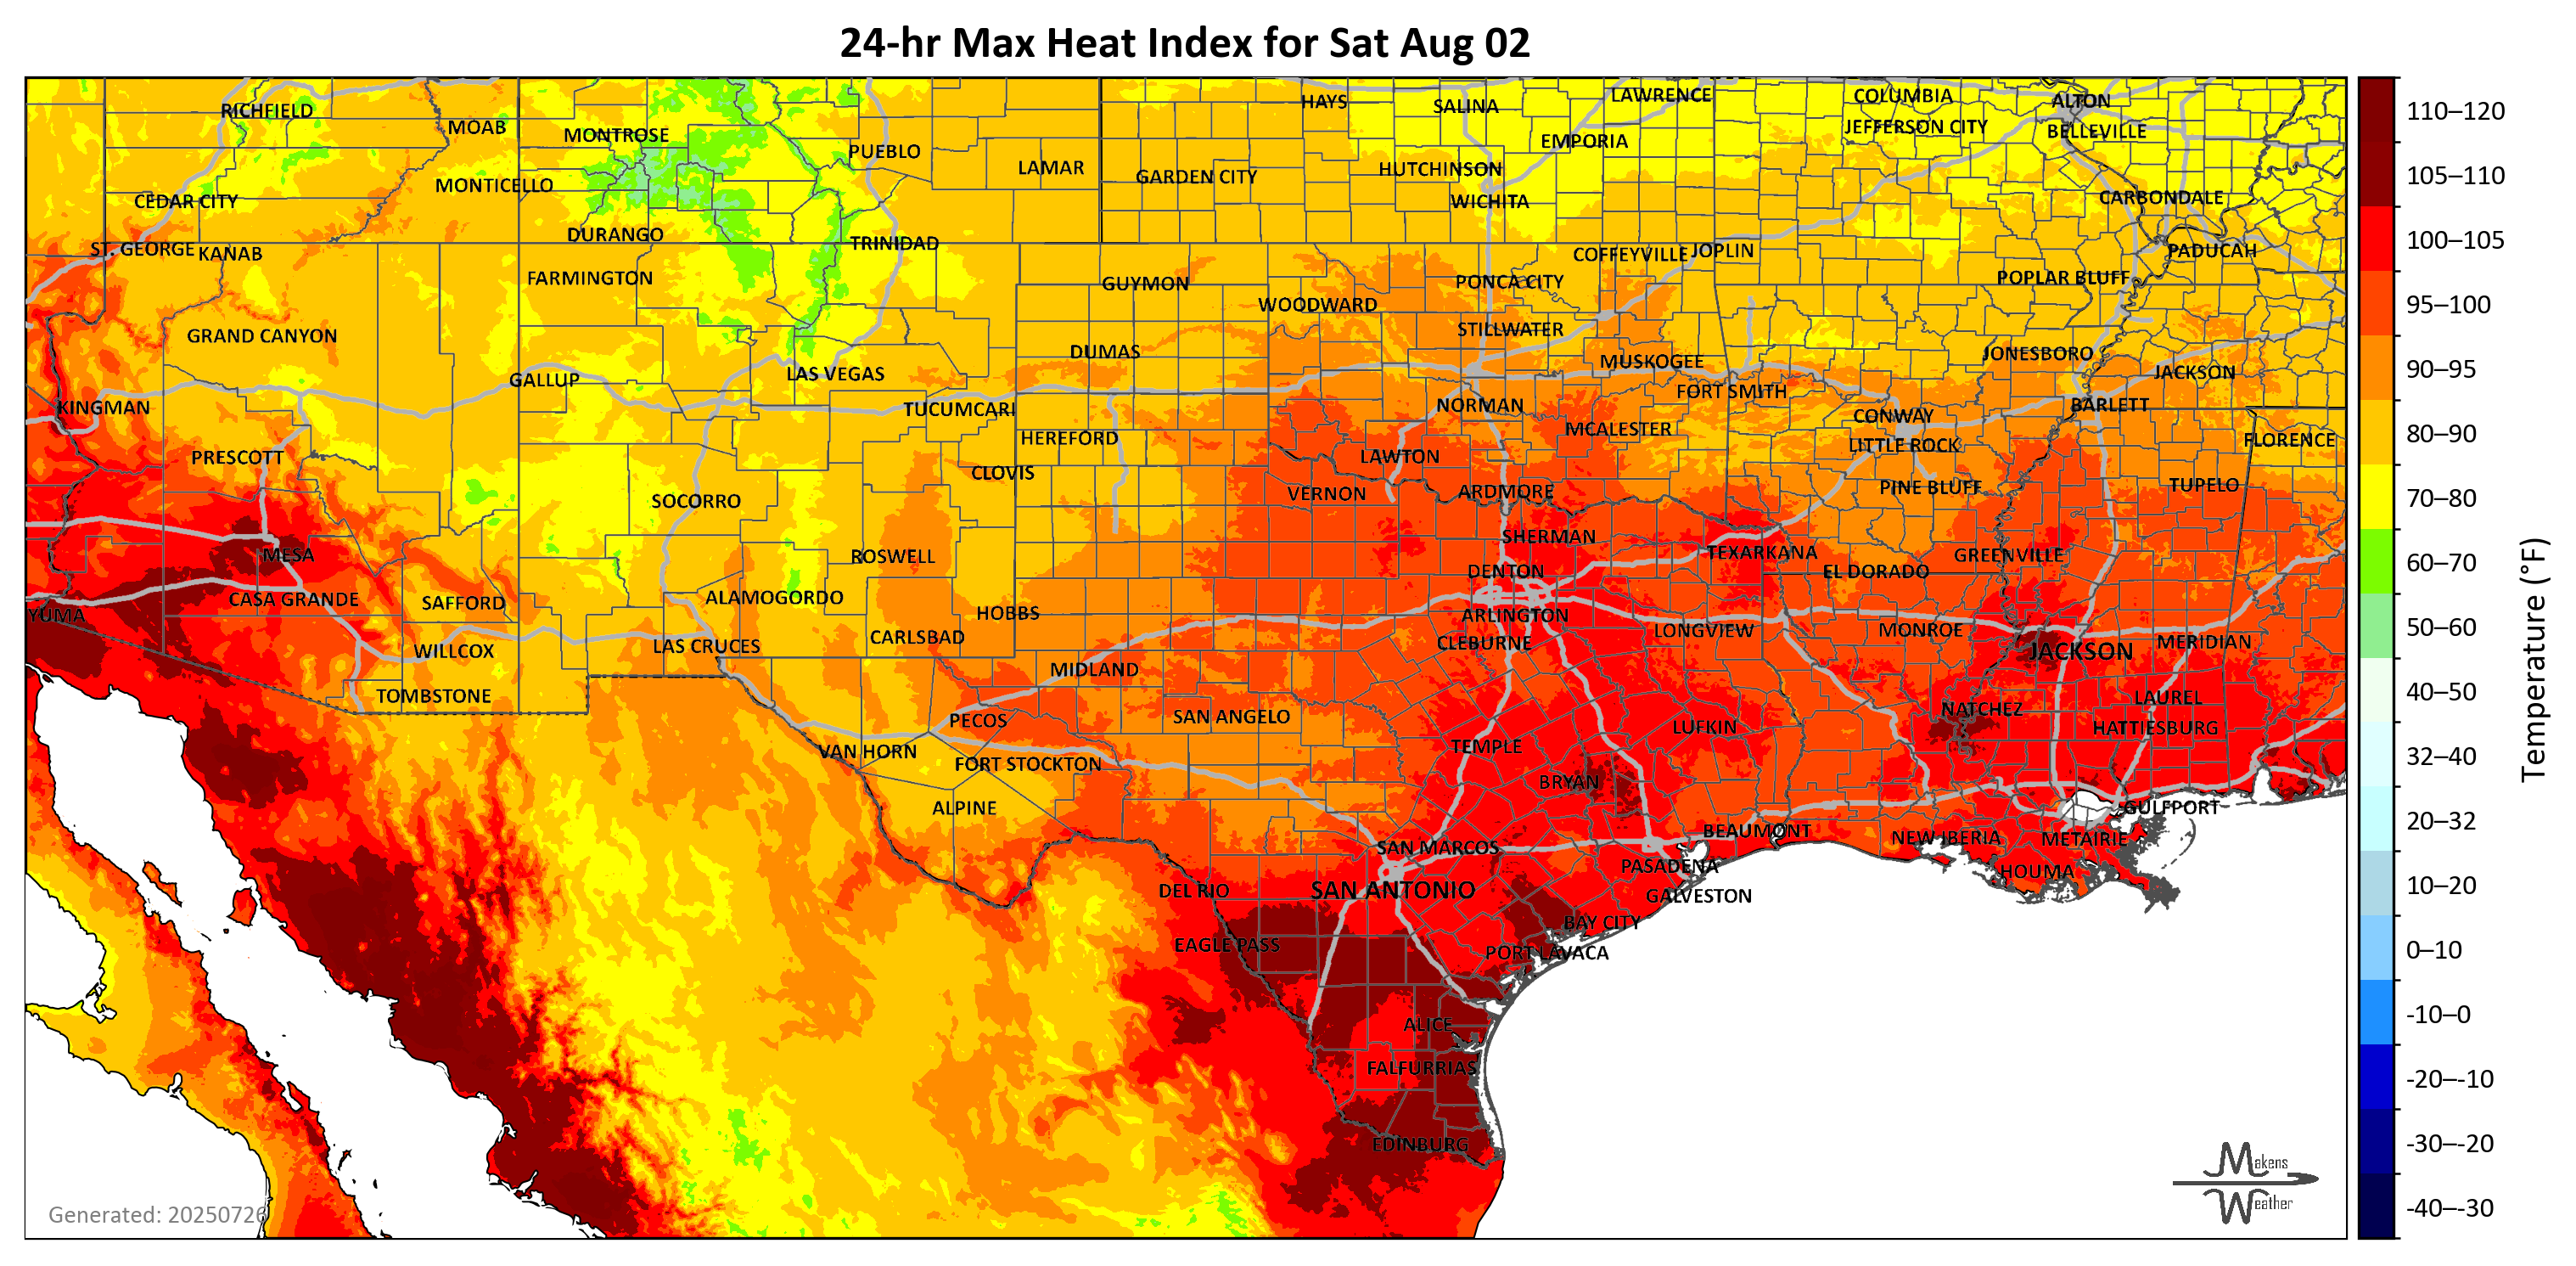 24-hr Max Heat Index for Sat Aug 02
RICHFIELD
MOAB
MONTROSE
PUEBLO
LAMAR
HAYS
SALINA
LAWRENCE
COLUMBIA
ALTON
EMPORIA
JEFFERSON CITY
BELLEVILLE
CEDAR CITY
MONTICELLO
GARDEN CITY
HUTCHINSON
WICHITA
CARBONDALE
ST. GEORGE
KANAB
DURANGO
TRINIDAD
COFFEYVILLE
JOPLIN
PADUCAH
FARMINGTON
GUYMON
WOODWARD
PONCA CITY
POPLAR BLUFF
GRAND CANYON
DUMAS
STILLWATER
MUSKOGEE
JONESBORO
JACKSON
GALLUP
LAS VEGAS
FORT SMITH
KINGMAN
TUCUMCARI
NORMAN
CONWAY
BARLETT
PRESCOTT
HEREFORD
MCALESTER
LITTLE ROCK
FLORENCE
CLOVIS
LAWTON
SOCORRO
VERNON
ARDMORE
PINE BLUFF
TUPELO
MESA
ROSWELL
SHERMAN
TEXARKANA
GREENVILLE
DENTON
EL DORADO
YUMA
CASA GRANDE
SAFFORD
ALAMOGORDO
HOBBS
ARLINGTON
WILLCOX
LAS CRUCES
CARLSBAD
CLEBURNE
LONGVIEW
MONROE
JACKSON
MERIDIAN
TOMBSTONE
MIDLAND
PECOS
SAN ANGELO
LUFKIN
NATCHEZ
LAUREL
HATTIESBURG
VAN HORN
FORT STOCKTON
TEMPLE
BRYAN
ALPINE
GULFPORT
SAN MARCOS
BEAUMONT
NEW IBERIA
METAIRIE
DEL RIO
SAN ANTONIO
PASADENA
HOUMA
GALVESTON
EAGLE PASS
BAY CITY
PORT LAVACA
ALICE
FALFURRIAS
EDINBURG
Generated: 20250726
Makens
Weather
110–120
105–110
100–105
95–100
90–95
80–90
70–80
60–70
50–60
40–50
32–40
20–32
10–20
0–10
-10–0
-20–-10
-30–-20
-40–-30
Temperature (°F)